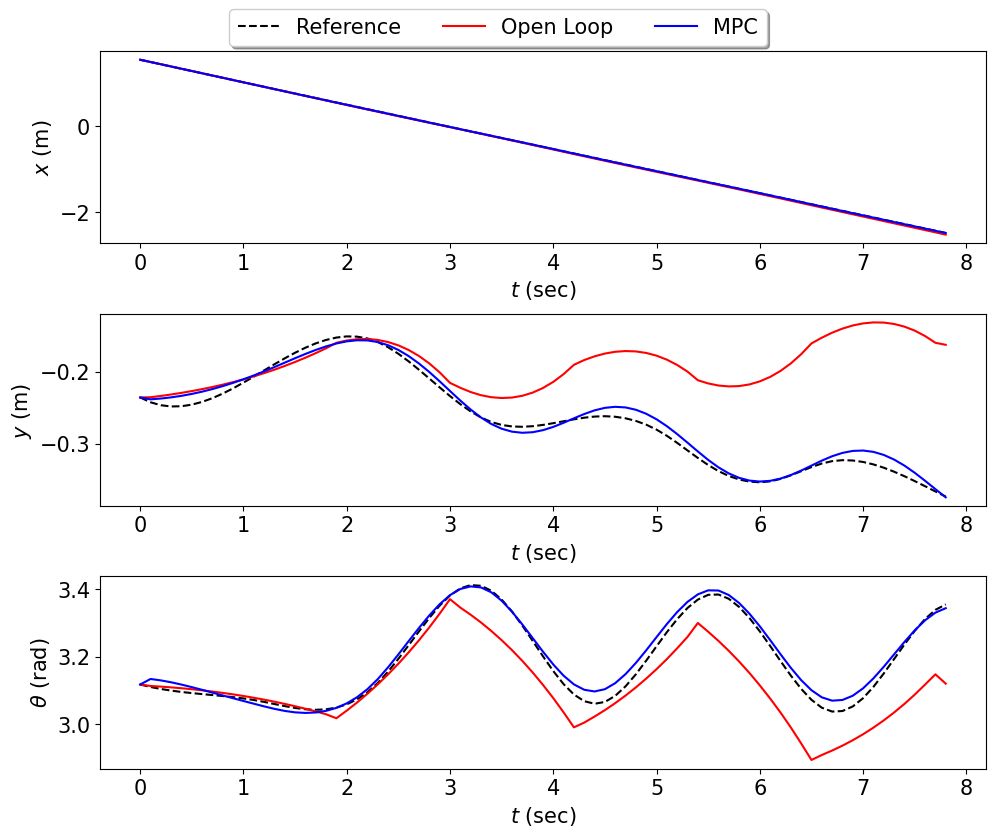 Reference Open Loop MPC
0
−2
x (m)
0 1 2 3 4 5 6 7 8
t (sec)
−0.2
−0.3
y (m)
0 1 2 3 4 5 6 7 8
t (sec)
3.4
3.2
3.0
θ (rad)
0 1 2 3 4 5 6 7 8
t (sec)